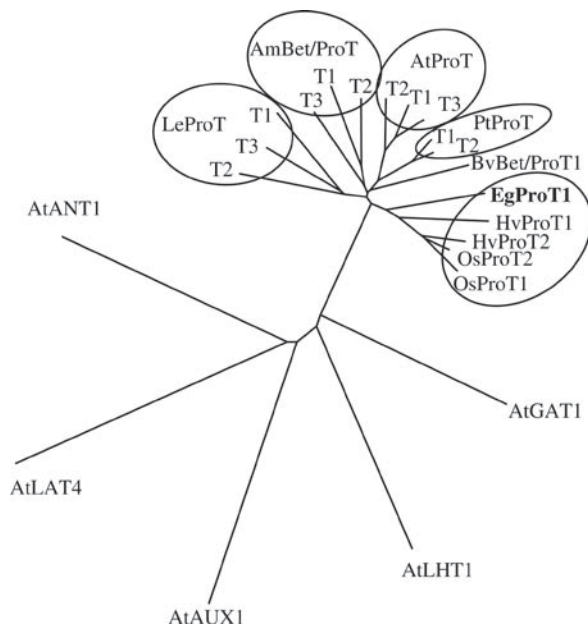 AmBet/ProT
T1
T3
T2
AtProT
T2
T1
T3
LeProT
T1
T3
T2
PtProT
T1
T2
BvBet/ProT1
EgProT1
HvProT1
HvProT2
OsProT2
OsProT1
AtANT1
AtGAT1
AtLAT4
AtLHT1
AtAUX1